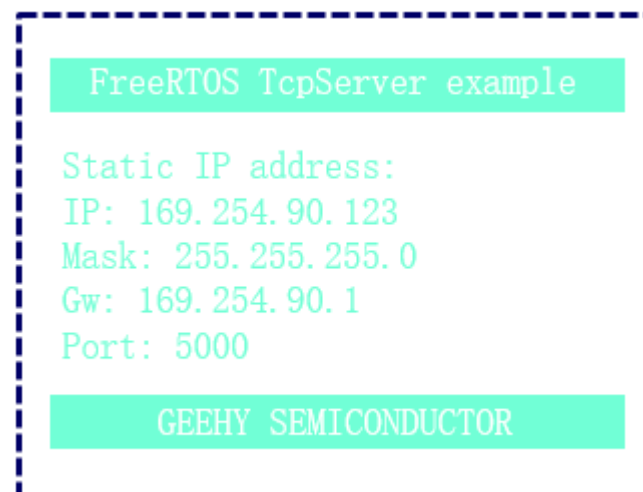 FreeRTOS TcpServer example
Static IP address:
IP: 169.254.90.123
Mask: 255.255.255.0
Gw: 169.254.90.1
Port: 5000
GEEHY SEMICONDUCTOR